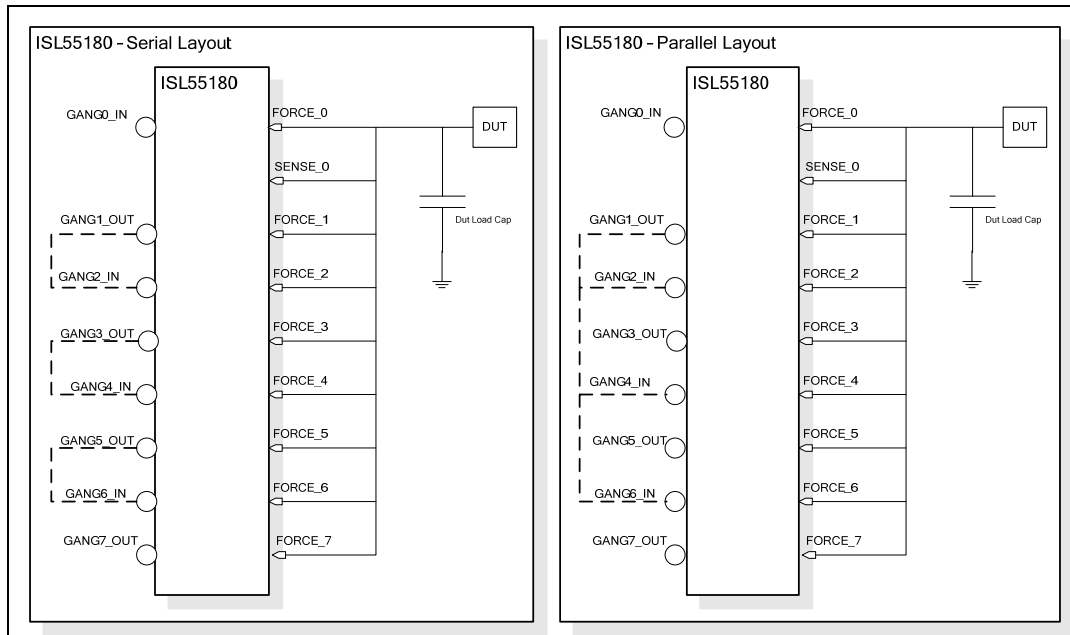 ISL55180 - Serial Layout
ISL55180
GANG0_IN
FORCE_0
DUT
SENSE_0
GANG1_OUT
FORCE_1
Dut Load Cap
GANG2_IN
FORCE_2
GANG3_OUT
FORCE_3
GANG4_IN
FORCE_4
GANG5_OUT
FORCE_5
GANG6_IN
FORCE_6
GANG7_OUT
FORCE_7
ISL55180 - Parallel Layout
ISL55180
GANG0_IN
FORCE_0
DUT
SENSE_0
GANG1_OUT
FORCE_1
Dut Load Cap
GANG2_IN
FORCE_2
GANG3_OUT
FORCE_3
GANG4_IN
FORCE_4
GANG5_OUT
FORCE_5
GANG6_IN
FORCE_6
GANG7_OUT
FORCE_7